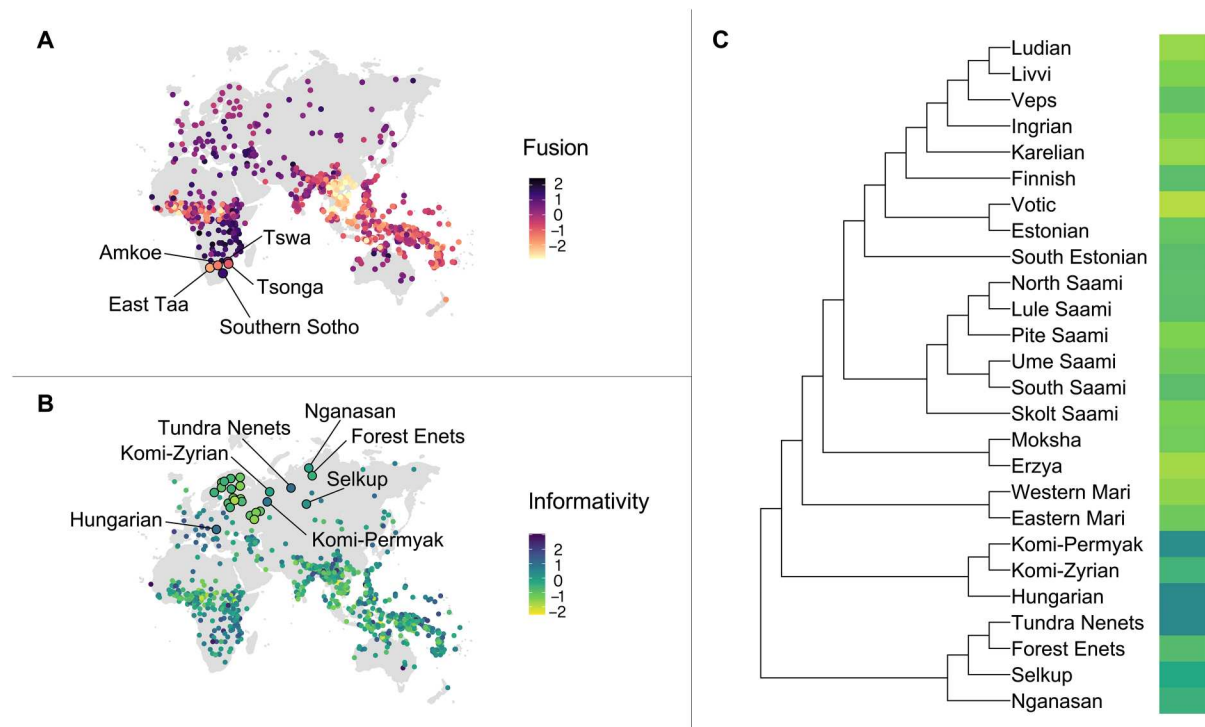 A
Fusion
2
1
0
−1
−2
Amkoe
Tswa
East Taa
Tsonga
Southern Sotho
B
Nganasan
Tundra Nenets
Forest Enets
Komi-Zyrian
Selkup
Hungarian
Komi-Permyak
Informativity
2
1
0
−1
−2
C
Ludian
Livvi
Veps
Ingrian
Karelian
Finnish
Votic
Estonian
South Estonian
North Saami
Lule Saami
Pite Saami
Ume Saami
South Saami
Skolt Saami
Moksha
Erzya
Western Mari
Eastern Mari
Komi-Permyak
Komi-Zyrian
Hungarian
Tundra Nenets
Forest Enets
Selkup
Nganasan